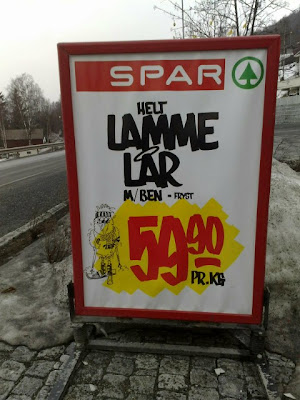 SPAR
HELT
LAMME
LÅR
M/BEN - FRYST
59.90
PR.KG